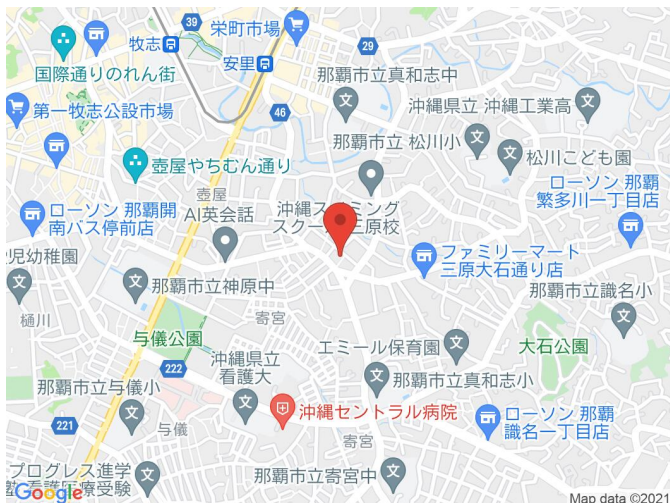 39
栄町市場
牧志
安里
29
国際通りのれん街
那覇市立真和志中
沖縄県立 沖縄工業高
第一牧志公設市場
46
那覇市立 松川小
松川こども園
壺屋やちむん通り
壺屋
ローソン 那覇
繁多川一丁目店
ローソン 那覇開
南バス停前店
AI英会話
沖縄ス
ミング
スクー
三原校
ファミリーマート
三原大石通り店
児幼稚園
那覇市立神原中
那覇市立識名小
樋川
与儀公園
寄宮
エミール保育園
大石公園
222
沖縄県立
看護大
那覇市立真和志小
那覇市立与儀小
沖縄セントラル病院
ローソン 那覇
識名一丁目店
221
与儀
寄宮
プログレス進学
那覇市立寄宮中
療受験
Google
Map data ©2021